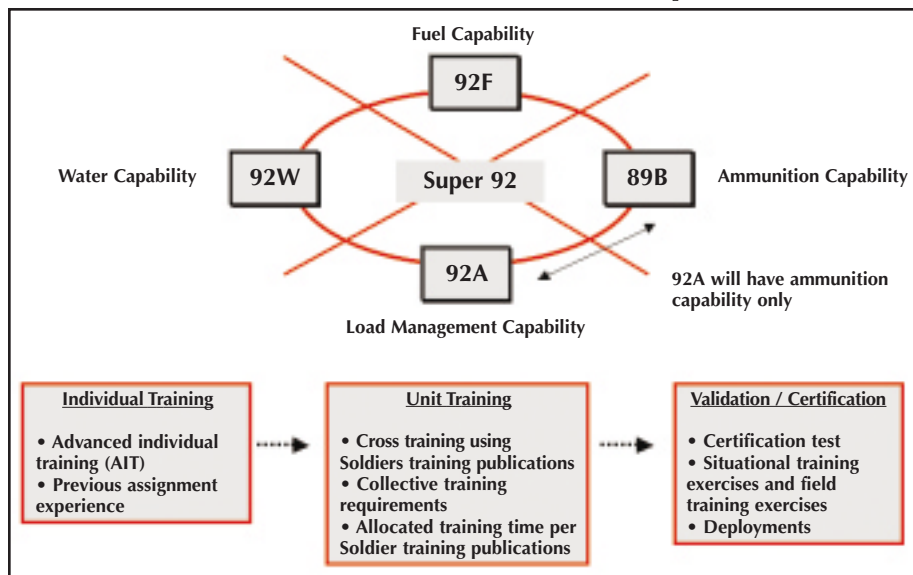 Fuel Capability
92F
Water Capability
92W
Super 92
89B
Ammunition Capability
92A
92A will have ammunition
capability only
Load Management Capability
Individual Training
• Advanced individual
training (AIT)
• Previous assignment
experience
Unit Training
• Cross training using
Soldiers training publications
• Collective training
requirements
• Allocated training time per
Soldier training publications
Validation / Certification
• Certification test
• Situational training
exercises and field
training exercises
• Deployments